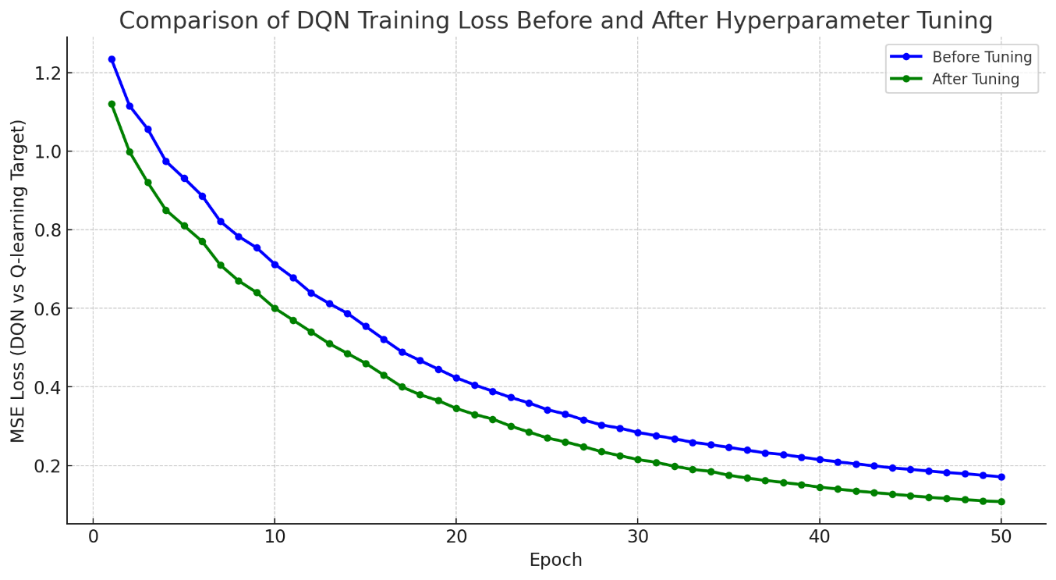 Comparison of DQN Training Loss Before and After Hyperparameter Tuning
Before Tuning
After Tuning
MSE Loss (DQN vs Q-learning Target)
1.2
1.0
0.8
0.6
0.4
0.2
0
10
20
30
40
50
Epoch